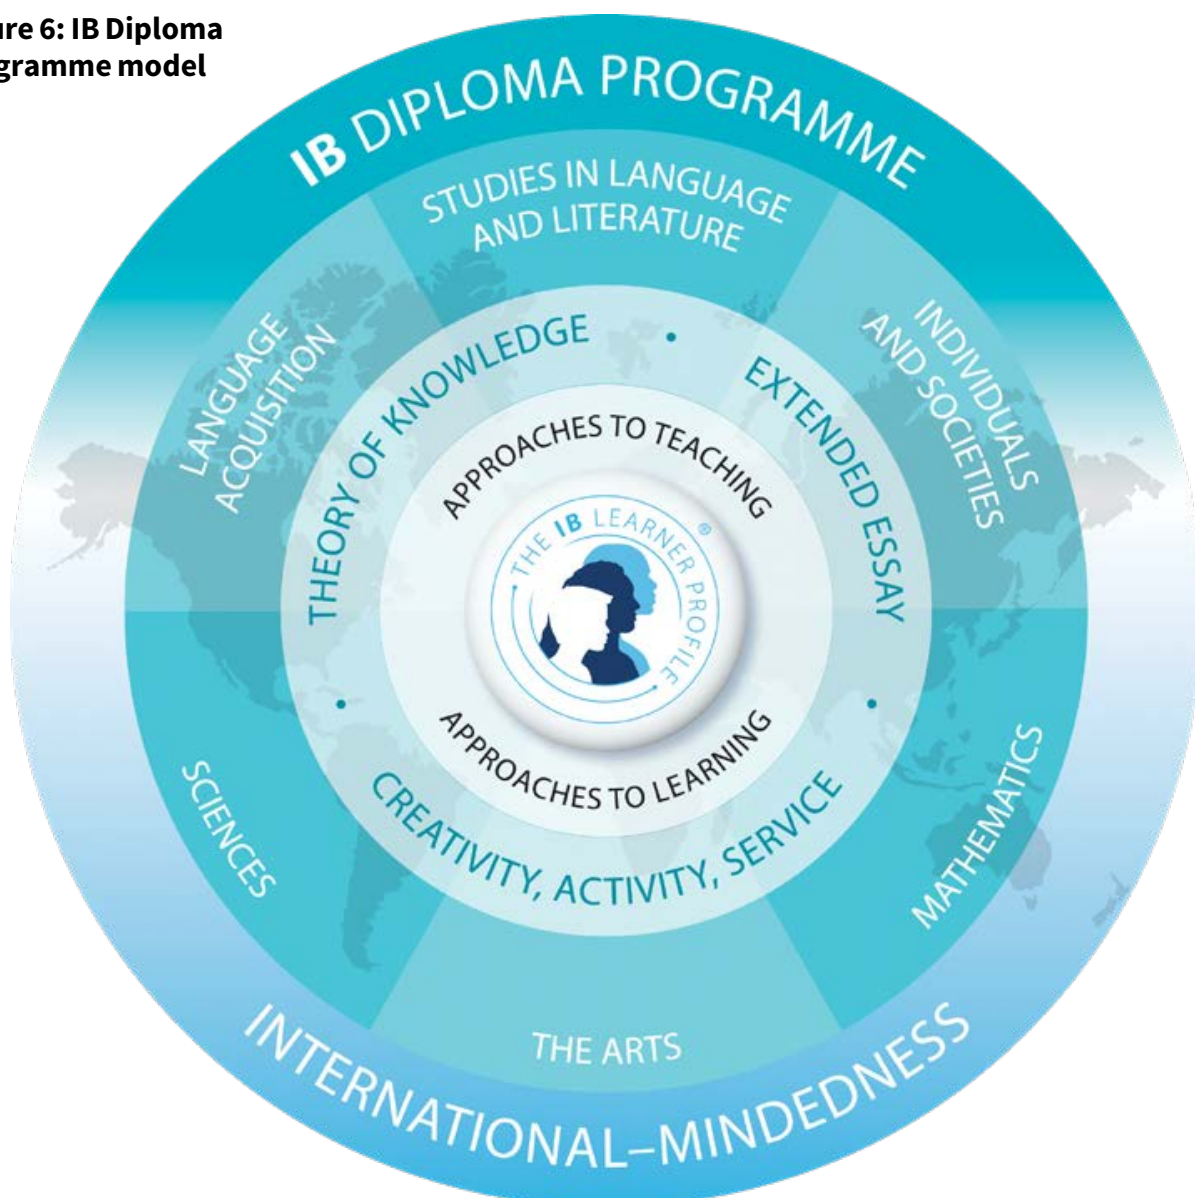 ure 6: IB Diploma
gramme model
IB DIPLOMA PROGRAMME
STUDIES IN LANGUAGE
AND LITERATURE
LANGUAGE
ACQUISITION
INDIVIDUALS
AND SOCIETIES
THEORY OF KNOWLEDGE •
EXTENDED ESSAY •
APPROACHES TO TEACHING
THE IB LEARNER PROFILE ®
APPROACHES TO LEARNING
CREATIVITY, ACTIVITY, SERVICE •
SCIENCES
MATHEMATICS
THE ARTS
INTERNATIONAL–MINDEDNESS